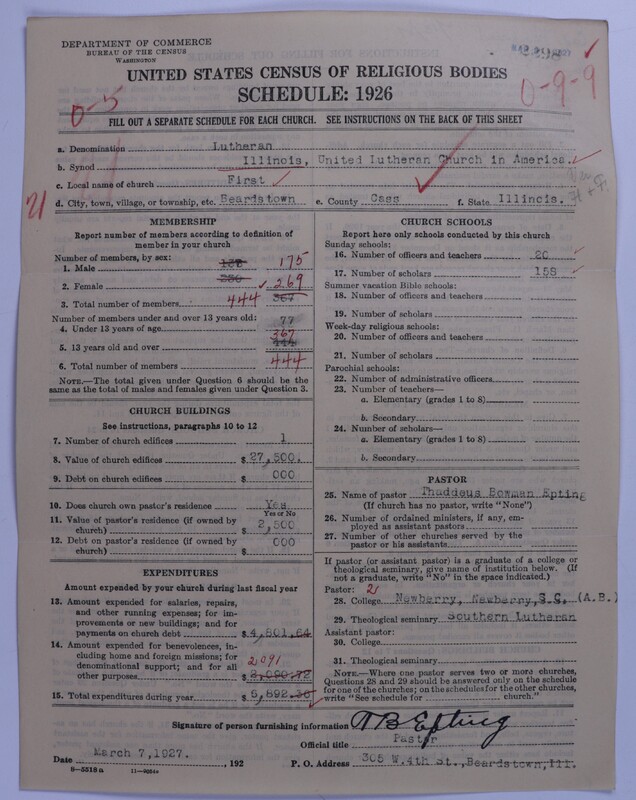 DEPARTMENT OF COMMERCE
BUREAU OF THE CENSUS
WASHINGTON
UNITED STATES CENSUS OF RELIGIOUS BODIES
SCHEDULE: 1926
0-5
0-9-9
FILL OUT A SEPARATE SCHEDULE FOR EACH CHURCH. SEE INSTRUCTIONS ON THE BACK OF THIS SHEET
a. Denomination Lutheran
b. Synod Illinois, United Lutheran Church in America.
c. Local name of church First
21
d. City, town, village, or township, etc. Beardstown e. County Cass f. State Illinois.
MEMBERSHIP
Report number of members according to definition of
member in your church
Number of members, by sex:
1. Male 175
2. Female 269
3. Total number of members. 444 367
Number of members under and over 13 years old:
4. Under 13 years of age 77
5. 13 years old and over 367 444
6. Total number of members 444
NOTE.—The total given under Question 6 should be
same as the total of males and females given under Question 3.
CHURCH BUILDINGS
See instructions, paragraphs 10 to 12
7. Number of church edifices 1
8. Value of church edifices $27,500.
9. Debt on church edifices $ 000
10. Does church own pastor's residence Yes
Yes or No
11. Value of pastor's residence (if owned by
church) $ 2,500
12. Debt on pastor's residence (if owned by
church) $ 000
EXPENDITURES
Amount expended by your church during last fiscal year
13. Amount expended for salaries, repairs,
and other running expenses; for im-
provements or new buildings; and for
payments on church debt $4,801.64
14. Amount expended for benevolences, in-
cluding home and foreign missions; for
denominational support; and for all
other purposes 2091 $2,090.72
15. Total expenditures during year. $6,892.36
CHURCH SCHOOLS
Report here only schools conducted by this church
Sunday schools:
16. Number of officers and teachers 20
17. Number of scholars 158
Summer vacation Bible schools:
18. Number of officers and teachers
19. Number of scholars
Week-day religious schools:
20. Number of officers and teachers
21. Number of scholars
Parochial schools:
22. Number of administrative officers
23. Number of teachers—
a. Elementary (grades 1 to 8)
b. Secondary
24. Number of scholars—
a. Elementary (grades 1 to 8)
b. Secondary
PASTOR
25. Name of pastor Thaddeus Bowman Epting
(If church has no pastor, write "None")
26. Number of ordained ministers, if any, em-
ployed as assistant pastors
27. Number of other churches served by the
pastor or his assistants
If pastor (or assistant pastor) is a graduate of a college or
theological seminary, give name of institution below. (If
not a graduate, write "No" in the space indicated.)
Pastor: 2
28. College Newberry, Newberry, S.C. (A.B.)
29. Theological seminary Southern Lutheran
Assistant pastor:
30. College
31. Theological seminary
NOTE.—Where one pastor serves two or more churches,
Questions 28 and 29 should be answered only on the schedule
for one of the churches; on the schedules for the other churches,
write "See schedule for church."
Signature of person furnishing information T B Epting
Official title Pastor
Date March 7, 1927. , 192 P. O. Address 305 W. 4th St., Beardstown, Ill.
8-5518a 11-9054